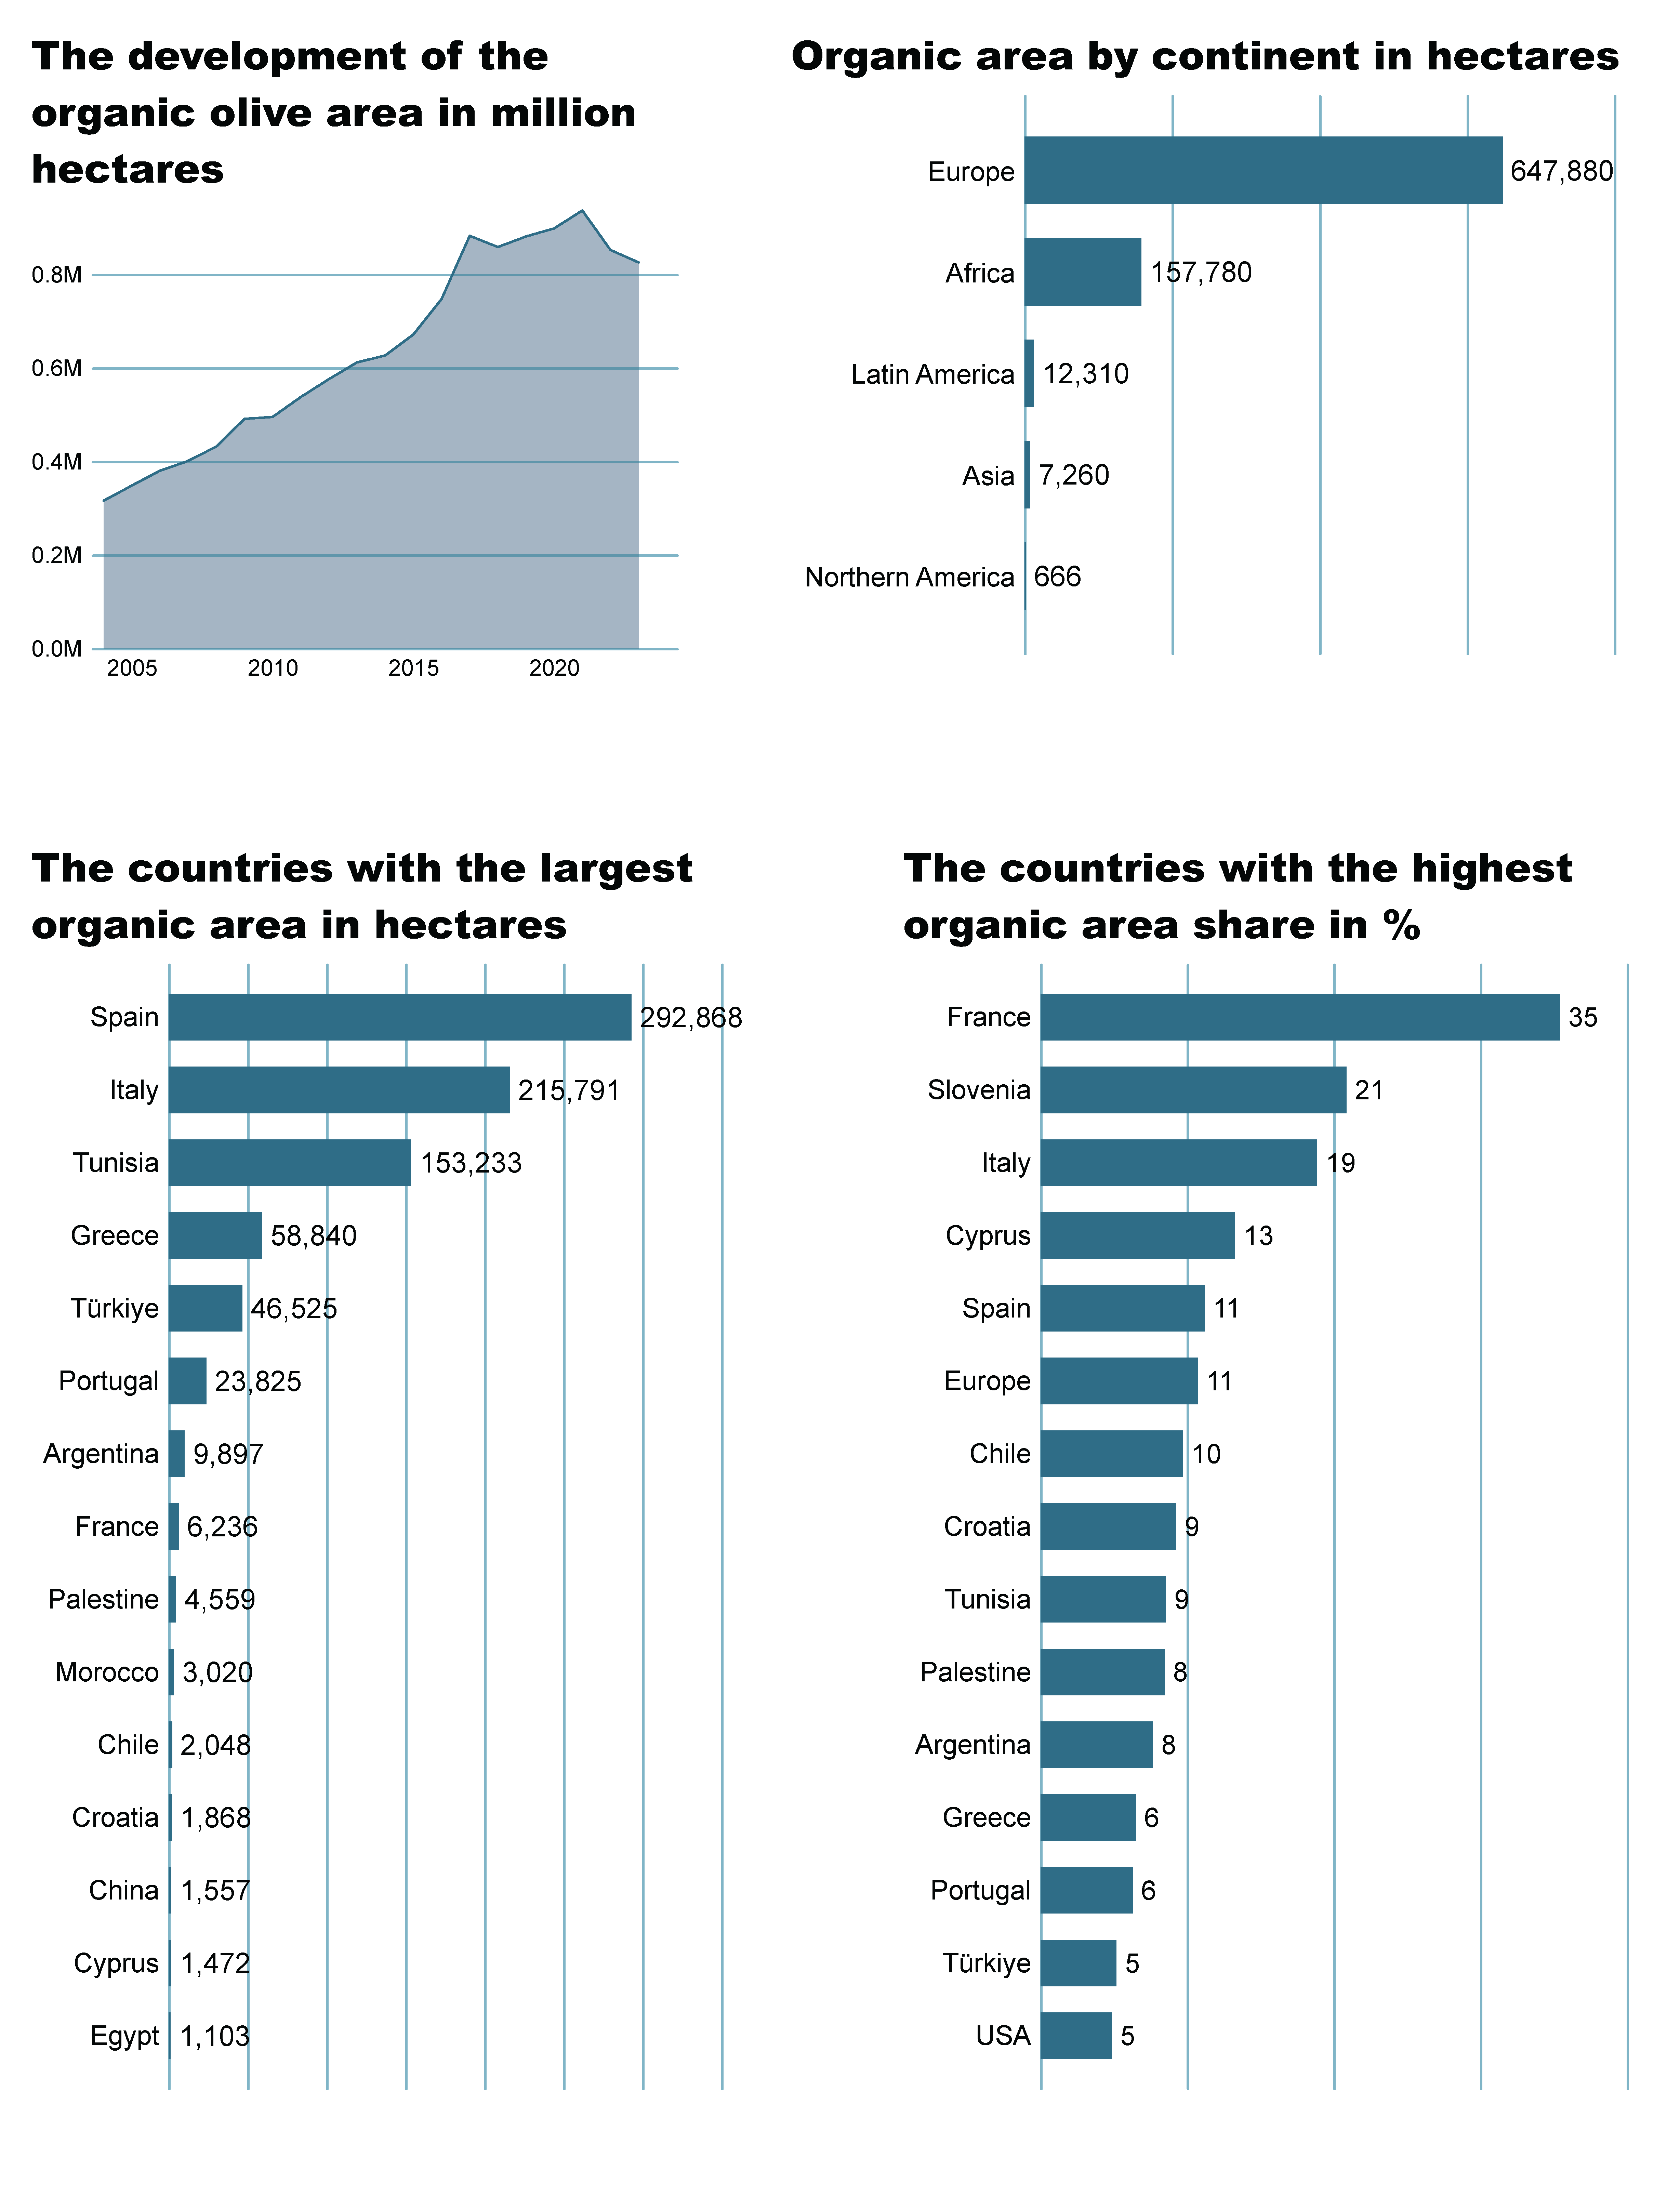 The development of the
organic olive area in million
hectares
0.8M
0.6M
0.4M
0.2M
0.0M
2005 2010 2015 2020
Organic area by continent in hectares
Europe 647,880
Africa 157,780
Latin America 12,310
Asia 7,260
Northern America 666
The countries with the largest
organic area in hectares
Spain 292,868
Italy 215,791
Tunisia 153,233
Greece 58,840
Türkiye 46,525
Portugal 23,825
Argentina 9,897
France 6,236
Palestine 4,559
Morocco 3,020
Chile 2,048
Croatia 1,868
China 1,557
Cyprus 1,472
Egypt 1,103
The countries with the highest
organic area share in %
France 35
Slovenia 21
Italy 19
Cyprus 13
Spain 11
Europe 11
Chile 10
Croatia 9
Tunisia 9
Palestine 8
Argentina 8
Greece 6
Portugal 6
Türkiye 5
USA 5